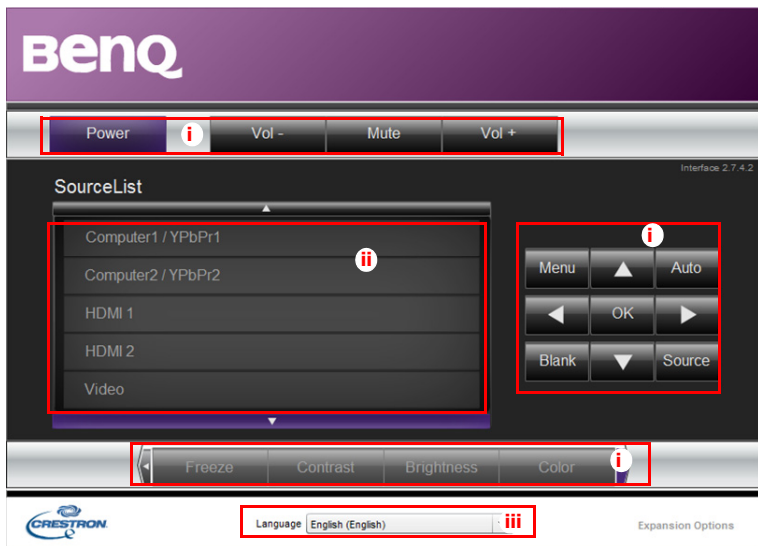 BenQ
Power i Vol - Mute Vol +
Interface 2.7.4.2
SourceList
Computer1 / YPbPr1
Computer2 / YPbPr2
HDMI 1
HDMI 2
Video
ii
i
Menu Auto
OK
Blank Source
Freeze Contrast Brightness Color i
CRESTRON
Language English (English) iii
Expansion Options